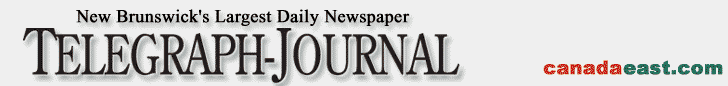 New Brunswick's Largest Daily Newspaper
TELEGRAPH-JOURNAL
canadaeast.com